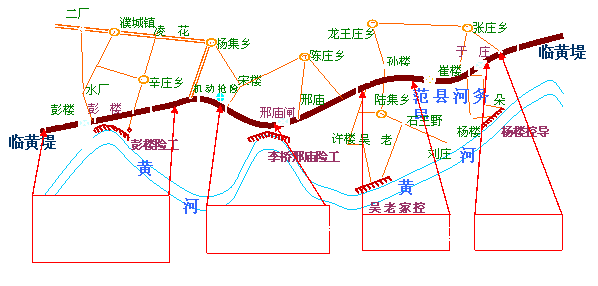 二厂
濮城镇
凌 花
杨集乡
龙王庄乡
张庄乡
于 庄
临黄堤
陈庄乡
孙楼
崔楼
辛庄乡
宋楼
水厂
机动抢险
范县河务
局
彭楼
彭 楼
邢庙
邢庙闸
陆集乡
石王野
朵
杨楼
杨楼控导
临黄堤
彭楼险工
许楼
吴 老
刘庄
李桥邢庙险工
黄
河
黄
河
吴老家控